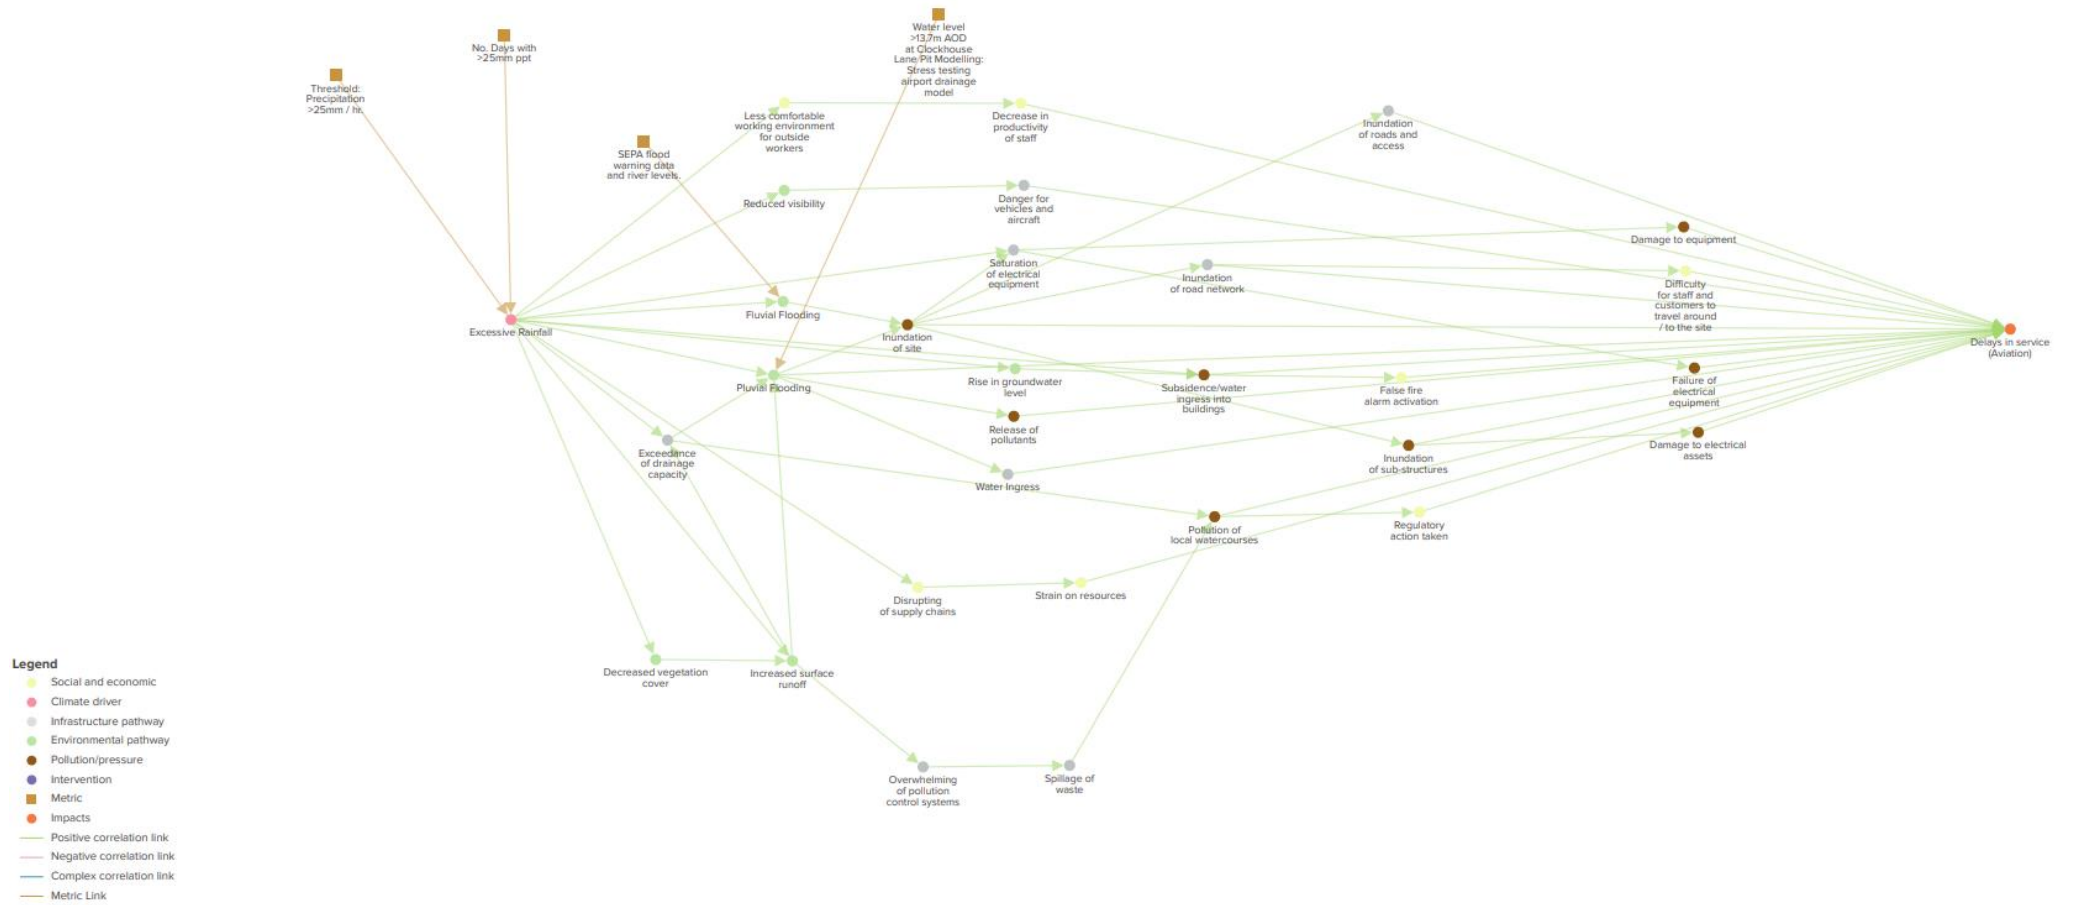 Water level
>13.7m AOD
at Clockhouse
Lane Pit Modelling:
Stress testing
airport drainage
model
No. Days with
>25mm ppt
Threshold:
Precipitation
>25mm / hr.
SEPA flood
warning data
and river levels.
Less comfortable
working environment
for outside
workers
Decrease in
productivity
of staff
Inundation
of roads and
access
Reduced visibility
Danger for
vehicles and
aircraft
Damage to equipment
Saturation
of electrical
equipment
Inundation
of road network
Difficulty
for staff and
customers to
travel around
/ to the site
Excessive Rainfall
Fluvial Flooding
Inundation
of site
Delays in service
(Aviation)
Pluvial Flooding
Rise in groundwater
level
Subsidence/water
ingress into
buildings
False fire
alarm activation
Failure of
electrical
equipment
Release of
pollutants
Exceedance
of drainage
capacity
Water Ingress
Inundation
of sub-structures
Damage to electrical
assets
Pollution of
local watercourses
Regulatory
action taken
Disrupting
of supply chains
Strain on resources
Decreased vegetation
cover
Increased surface
runoff
Overwhelming
of pollution
control systems
Spillage of
waste
Legend
Social and economic
Climate driver
Infrastructure pathway
Environmental pathway
Pollution/pressure
Intervention
Metric
Impacts
Positive correlation link
Negative correlation link
Complex correlation link
Metric Link